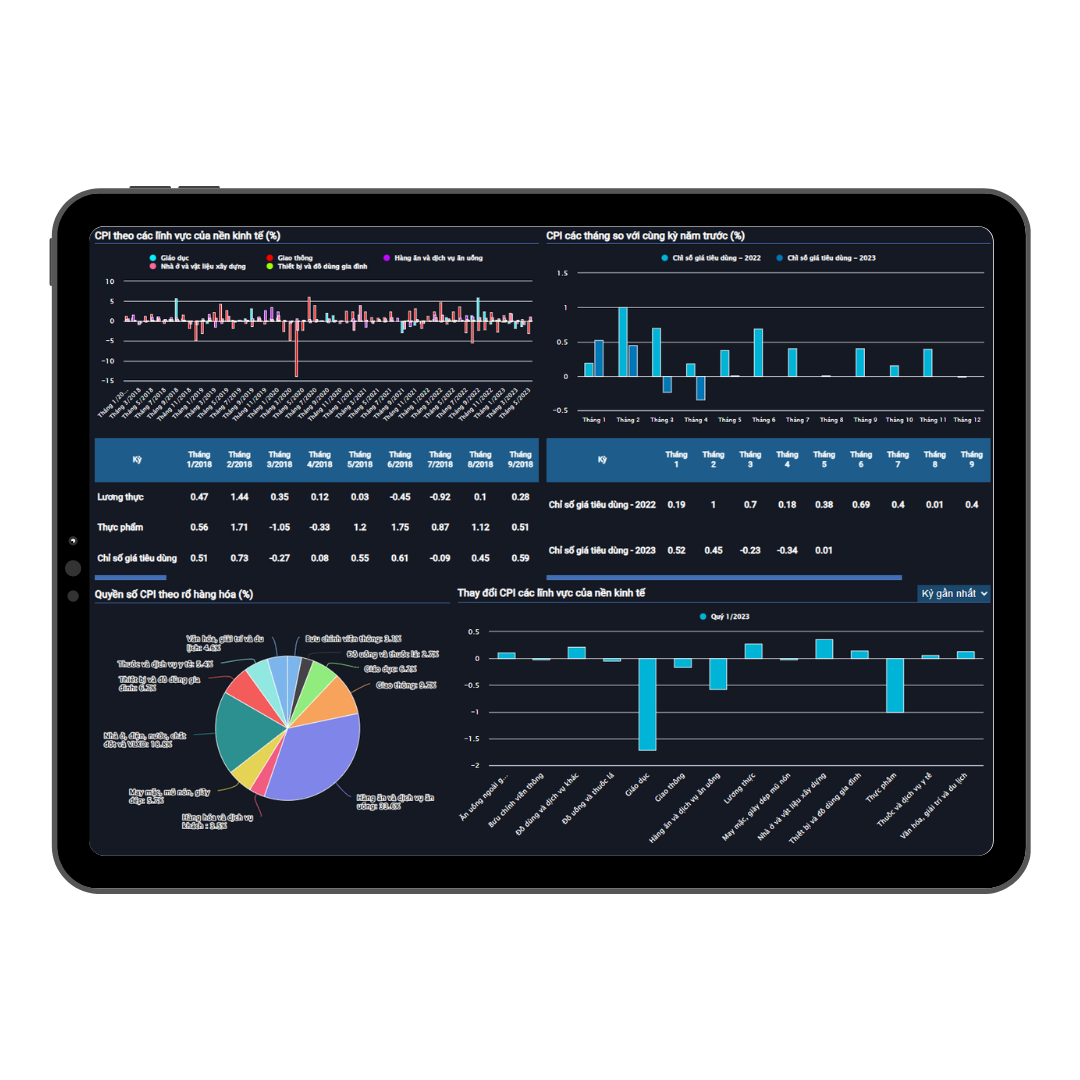 CPI theo các lĩnh vực của nền kinh tế (%)
Giáo dục
Giao thông
Hàng ăn và dịch vụ ăn uống
Nhà ở và vật liệu xây dựng
Thiết bị và đồ dùng gia đình
10
5
0
-5
-10
-15
Tháng 1/20...
Tháng 3/2018
Tháng 5/2018
Tháng 7/2018
Tháng 9/2018
Tháng 11/2018
Tháng 1/2019
Tháng 3/2019
Tháng 5/2019
Tháng 7/2019
Tháng 9/2019
Tháng 11/2019
Tháng 1/2020
Tháng 3/2020
Tháng 5/2020
Tháng 7/2020
Tháng 9/2020
Tháng 11/2020
Tháng 1/2021
Tháng 3/2021
Tháng 5/2021
Tháng 7/2021
Tháng 9/2021
Tháng 11/2021
Tháng 1/2022
Tháng 3/2022
Tháng 5/2022
Tháng 7/2022
Tháng 9/2022
Tháng 11/2022
Tháng 1/2023
Tháng 3/2023
Tháng 5/2023
CPI các tháng so với cùng kỳ năm trước (%)
Chỉ số giá tiêu dùng - 2022
Chỉ số giá tiêu dùng - 2023
1.5
1
0.5
0
-0.5
Tháng 1
Tháng 2
Tháng 3
Tháng 4
Tháng 5
Tháng 6
Tháng 7
Tháng 8
Tháng 9
Tháng 10
Tháng 11
Tháng 12
Kỳ Tháng 1/2018 Tháng 2/2018 Tháng 3/2018 Tháng 4/2018 Tháng 5/2018 Tháng 6/2018 Tháng 7/2018 Tháng 8/2018 Tháng 9/2018
Lương thực 0.47 1.44 0.35 0.12 0.03 -0.45 -0.92 0.1 0.28
Thực phẩm 0.56 1.71 -1.05 -0.33 1.2 1.75 0.87 1.12 0.51
Chỉ số giá tiêu dùng 0.51 0.73 -0.27 0.08 0.55 0.61 -0.09 0.45 0.59
Kỳ Tháng 1 Tháng 2 Tháng 3 Tháng 4 Tháng 5 Tháng 6 Tháng 7 Tháng 8 Tháng 9
Chỉ số giá tiêu dùng - 2022 0.19 1 0.7 0.18 0.38 0.69 0.4 0.01 0.4
Chỉ số giá tiêu dùng - 2023 0.52 0.45 -0.23 -0.34 0.01
Quyền số CPI theo rổ hàng hóa (%)
Văn hóa, giải trí và du
lịch: 4.6%
Bưu chính viễn thông: 3.1%
Đồ uống và thuốc lá: 2.7%
Giáo dục: 6.2%
Giao thông: 9.7%
Thuốc và dịch vụ y tế: 5.4%
Thiết bị và đồ dùng gia
đình: 6.7%
Nhà ở, điện, nước, chất
đốt và VLXD: 18.8%
May mặc, mũ nón, giày
dép: 5.7%
Hàng hóa và dịch vụ
khách : 3.5%
Hàng ăn và dịch vụ ăn
uống: 33.6%
Thay đổi CPI các lĩnh vực của nền kinh tế
Kỳ gần nhất
Quý 1/2023
0.5
0
-0.5
-1
-1.5
-2
Ăn uống ngoài g...
Bưu chính viễn thông
Đồ dùng và dịch vụ khác
Đồ uống và thuốc lá
Giáo dục
Giao thông
Hàng ăn và dịch vụ ăn uống
Lương thực
May mặc, giày dép mũ nón
Nhà ở và vật liệu xây dựng
Thiết bị và đồ dùng gia đình
Thực phẩm
Thuốc và dịch vụ y tế
Văn hóa, giải trí và du lịch